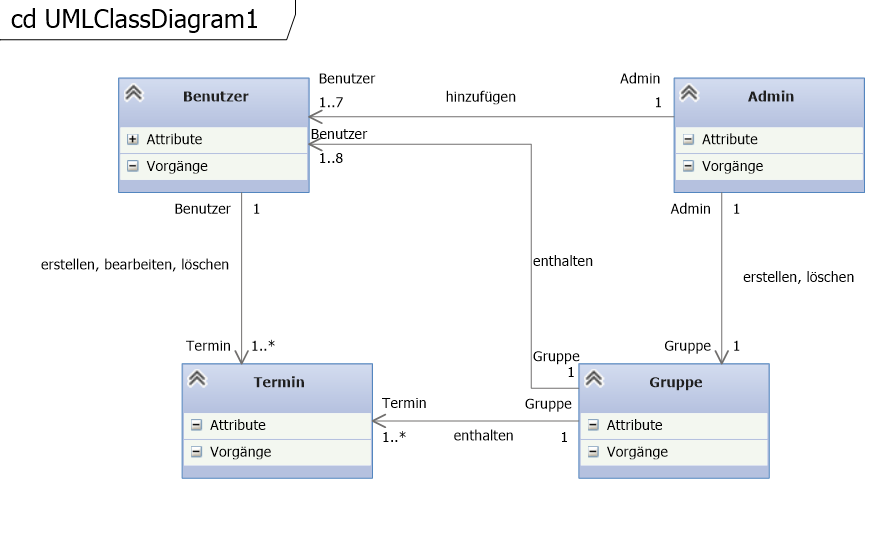 cd UMLClassDiagram1
Benutzer
Admin
1..7
hinzufügen
1
Benutzer
Attribute
Vorgänge
Admin
Attribute
Vorgänge
Benutzer
1..8
Benutzer
1
Admin
1
erstellen, bearbeiten, löschen
enthalten
erstellen, löschen
Termin
1..*
Gruppe
1
Gruppe
1
Termin
Attribute
Vorgänge
Termin
Gruppe
1..*
enthalten
1
Gruppe
Attribute
Vorgänge